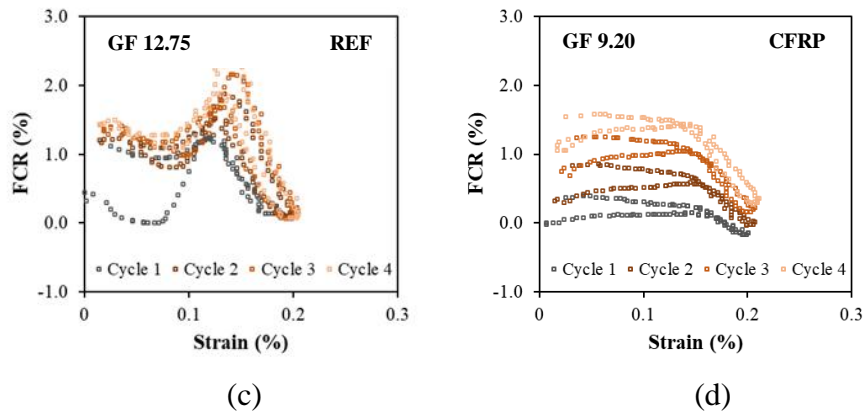 3.0
GF 12.75 REF
2.0
FCR (%)
1.0
0.0
Cycle 1 Cycle 2 Cycle 3 Cycle 4
-1.0
0 0.1 0.2 0.3
Strain (%)
(c)
3.0
GF 9.20 CFRP
2.0
FCR (%)
1.0
0.0
Cycle 1 Cycle 2 Cycle 3 Cycle 4
-1.0
0 0.1 0.2 0.3
Strain (%)
(d)